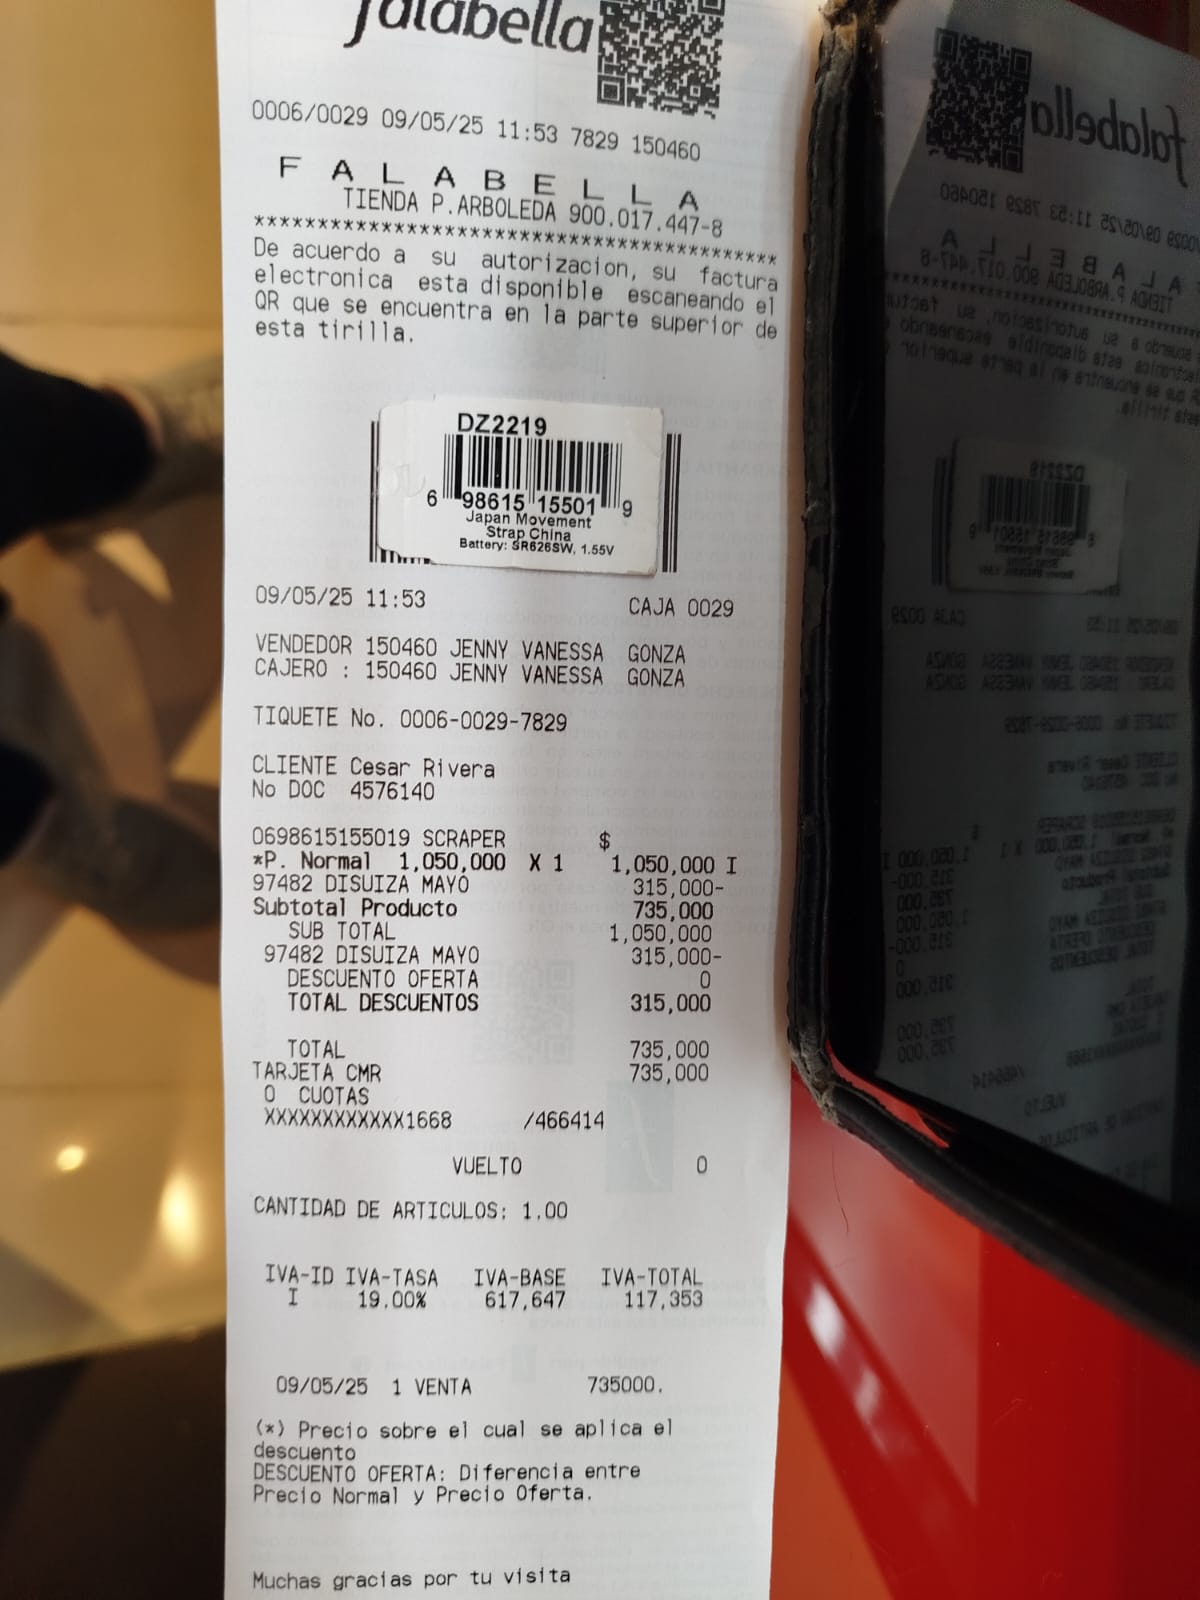 falabella
0006/0029 09/05/25 11:53 7829 150460
F A L A B E L L A
TIENDA P.ARBOLEDA 900.017.447-8
******************************************
De acuerdo a su autorizacion, su factura
electronica esta disponible escaneando el
QR que se encuentra en la parte superior de
esta tirilla.
DZ2219
6 98615 15501 9
Japan Movement
Strap China
Battery: SR626SW, 1.55V
09/05/25 11:53 CAJA 0029
VENDEDOR 150460 JENNY VANESSA GONZA
CAJERO : 150460 JENNY VANESSA GONZA
TIQUETE No. 0006-0029-7829
CLIENTE Cesar Rivera
No DOC 4576140
0698615155019 SCRAPER $
*P. Normal 1,050,000 X 1 1,050,000 I
97482 DISUIZA MAYO 315,000-
Subtotal Producto 735,000
SUB TOTAL 1,050,000
97482 DISUIZA MAYO 315,000-
DESCUENTO OFERTA 0
TOTAL DESCUENTOS 315,000
TOTAL 735,000
TARJETA CMR 735,000
0 CUOTAS
XXXXXXXXXXXX1668 /466414
VUELTO 0
CANTIDAD DE ARTICULOS: 1.00
IVA-ID IVA-TASA IVA-BASE IVA-TOTAL
I 19.00% 617,647 117,353
09/05/25 1 VENTA 735000.
(*) Precio sobre el cual se aplica el
descuento
DESCUENTO OFERTA: Diferencia entre
Precio Normal y Precio Oferta.
Muchas gracias por tu visita